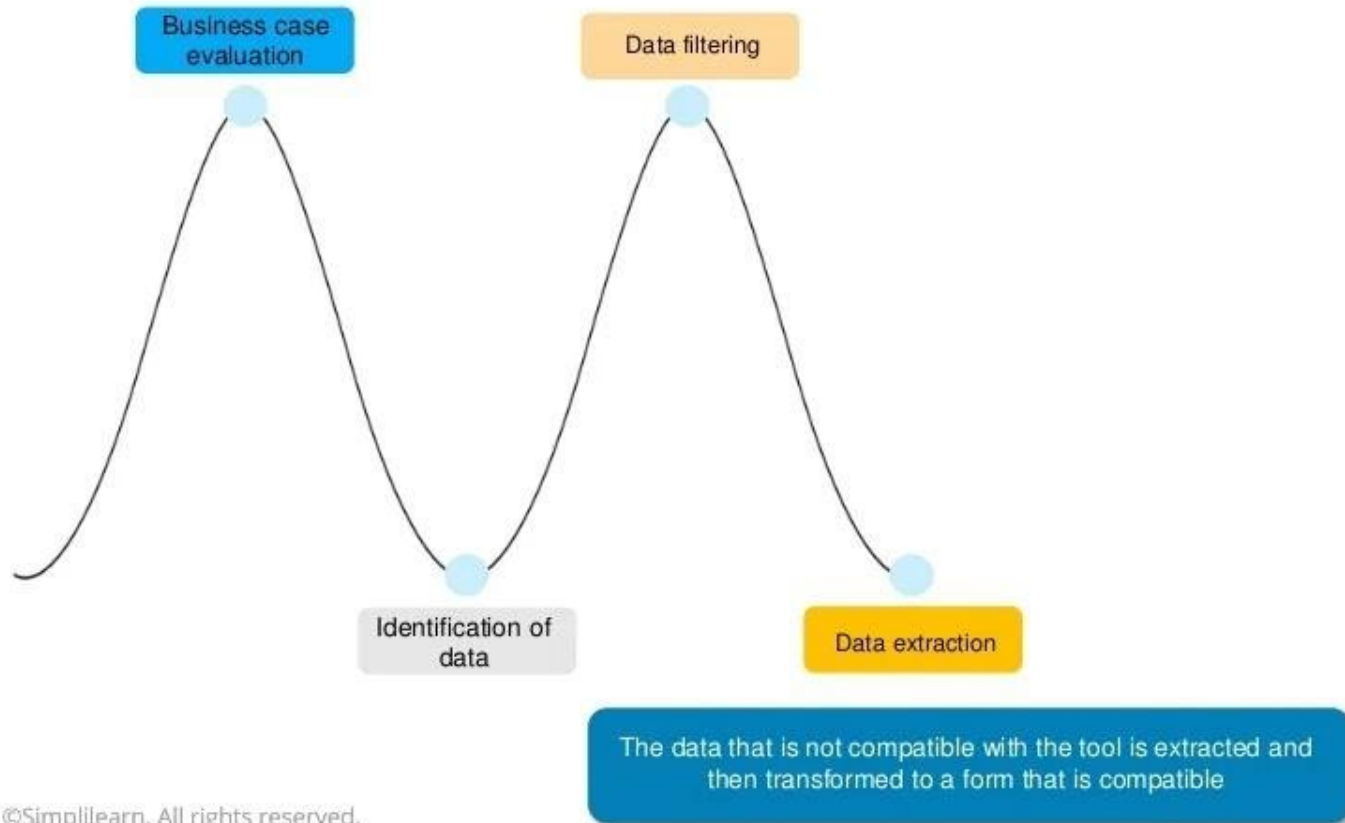 Business case
evaluation
Data filtering
Identification of
data
Data extraction
The data that is not compatible with the tool is extracted and
then transformed to a form that is compatible
©Simplilearn. All rights reserved.